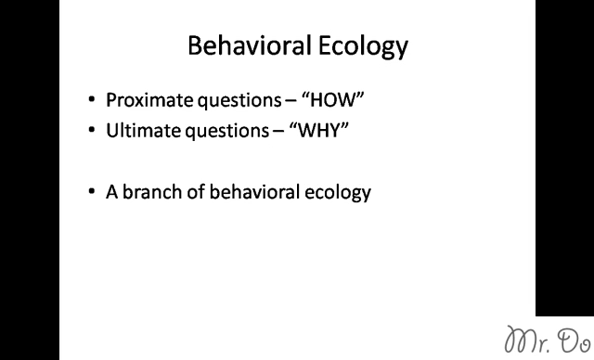 Behavioral Ecology
• Proximate questions – “HOW”
• Ultimate questions – “WHY”
• A branch of behavioral ecology
Mr. Do